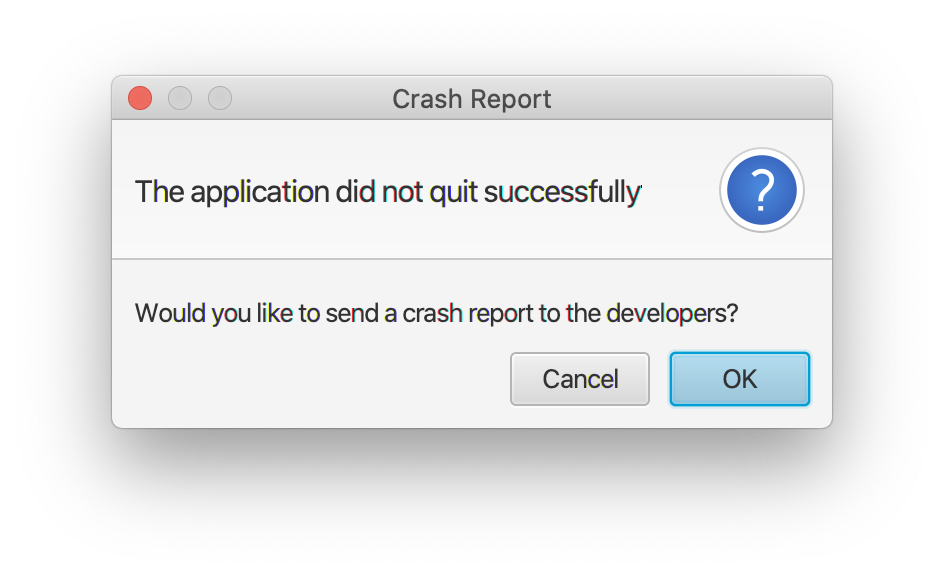 Crash Report
The application did not quit successfully
?
Would you like to send a crash report to the developers?
Cancel
OK